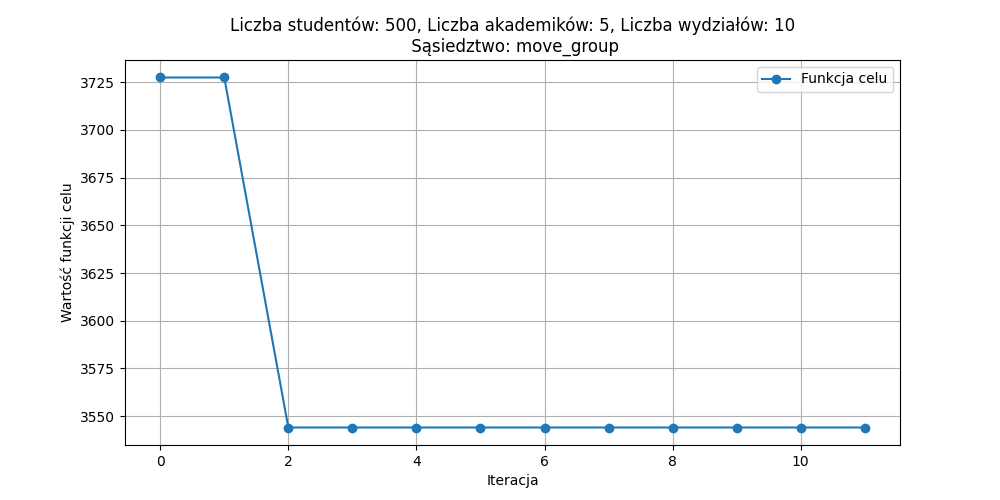 Liczba studentów: 500, Liczba akademików: 5, Liczba wydziałów: 10
Sąsiedztwo: move_group
Funkcja celu
Wartość funkcji celu
3725
3700
3675
3650
3625
3600
3575
3550
0 2 4 6 8 10
Iteracja